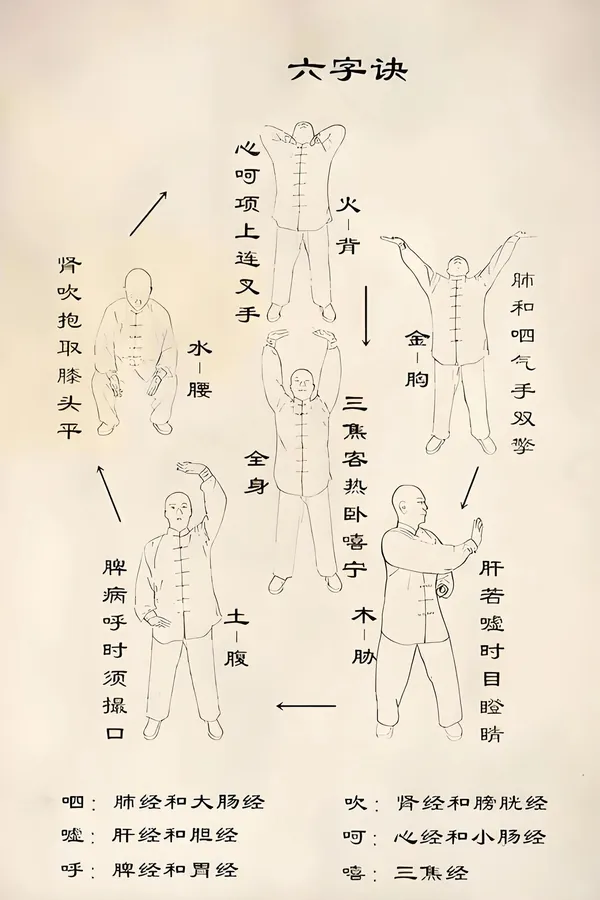 六字诀
心呵项上连叉手
火—背
肾吹抱取膝头平
水—腰
肺和呬气手双擎
金—胸
三焦客热卧嘻宁
全身
脾病呼时须撮口
土—腹
肝若嘘时目瞪睛
木—胁
呬：肺经和大肠经
嘘：肝经和胆经
呼：脾经和胃经
吹：肾经和膀胱经
呵：心经和小肠经
嘻：三焦经